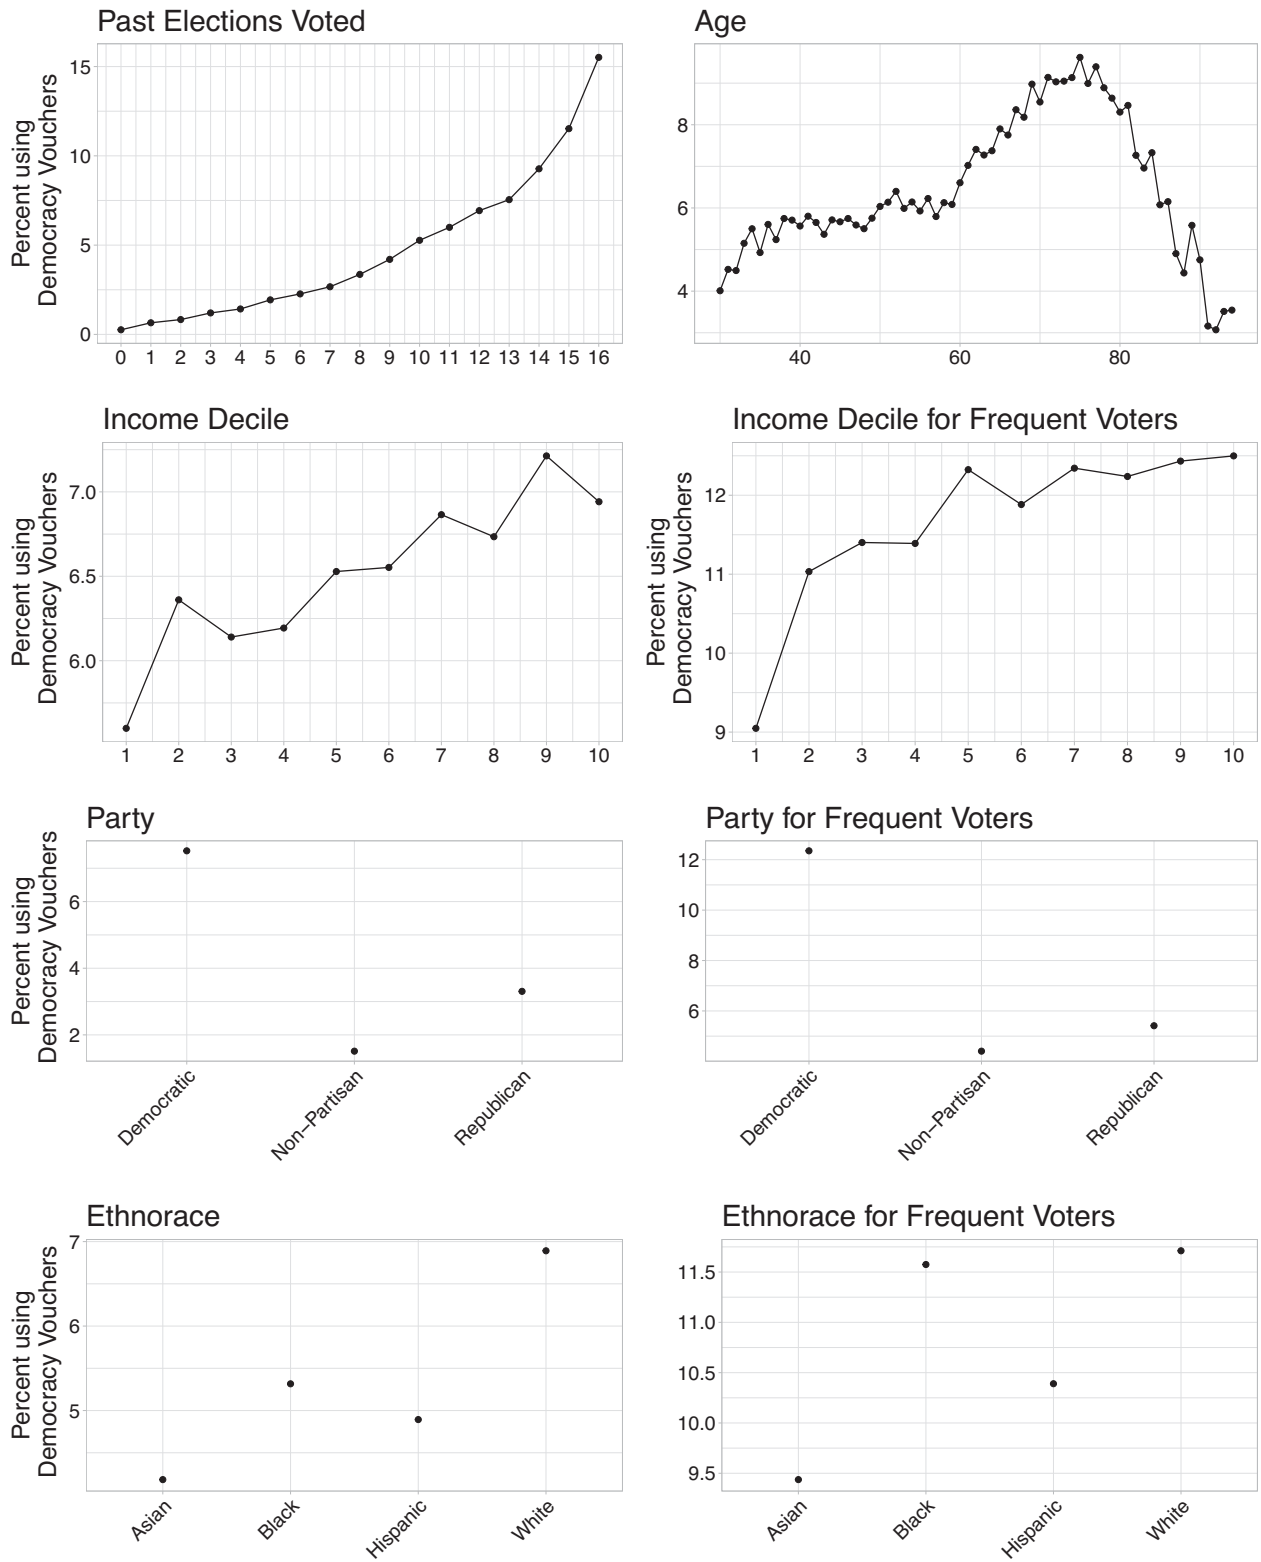 Past Elections Voted
Percent using
Democracy Vouchers
15
10
5
0
0 1 2 3 4 5 6 7 8 9 10 11 12 13 14 15 16
Age
8
6
4
40 60 80
Income Decile
Percent using
Democracy Vouchers
7.0
6.5
6.0
1 2 3 4 5 6 7 8 9 10
Income Decile for Frequent Voters
Percent using
Democracy Vouchers
12
11
10
9
1 2 3 4 5 6 7 8 9 10
Party
Percent using
Democracy Vouchers
6
4
2
Democratic
Non-Partisan
Republican
Party for Frequent Voters
12
10
8
6
Democratic
Non-Partisan
Republican
Ethnorace
Percent using
Democracy Vouchers
7
6
5
Asian
Black
Hispanic
White
Ethnorace for Frequent Voters
11.5
11.0
10.5
10.0
9.5
Asian
Black
Hispanic
White